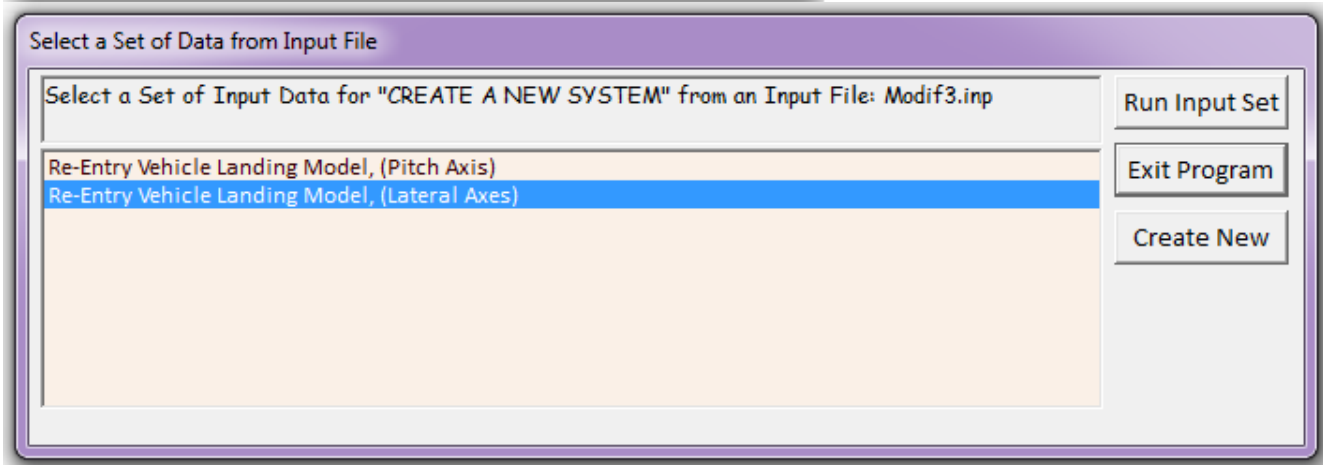 Select a Set of Data from Input File
Select a Set of Input Data for "CREATE A NEW SYSTEM" from an Input File: Modif3.inp
Run Input Set
Re-Entry Vehicle Landing Model, (Pitch Axis)
Exit Program
Re-Entry Vehicle Landing Model, (Lateral Axes)
Create New